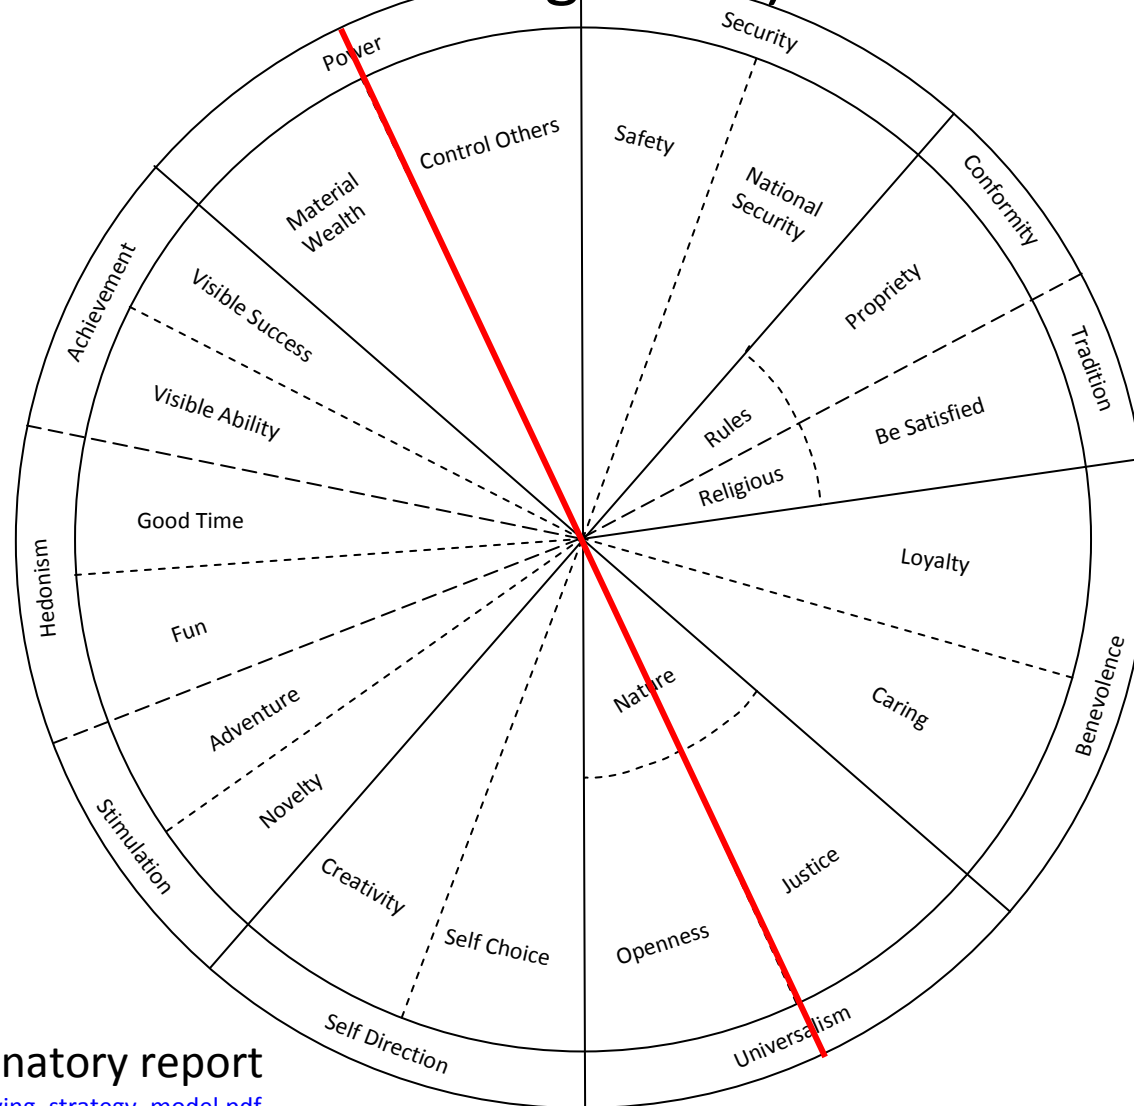 Power
Security
Control Others
Safety
Material
Wealth
National
Security
Conformity
Achievement
Visible Success
Propriety
Tradition
Visible Ability
Rules
Be Satisfied
Religious
Good Time
Loyalty
Hedonism
Fun
Nature
Caring
Benevolence
Adventure
Novelty
Stimulation
Creativity
Justice
Self Choice
Openness
Self Direction
Universalism
natory report
strategy_model.pdf